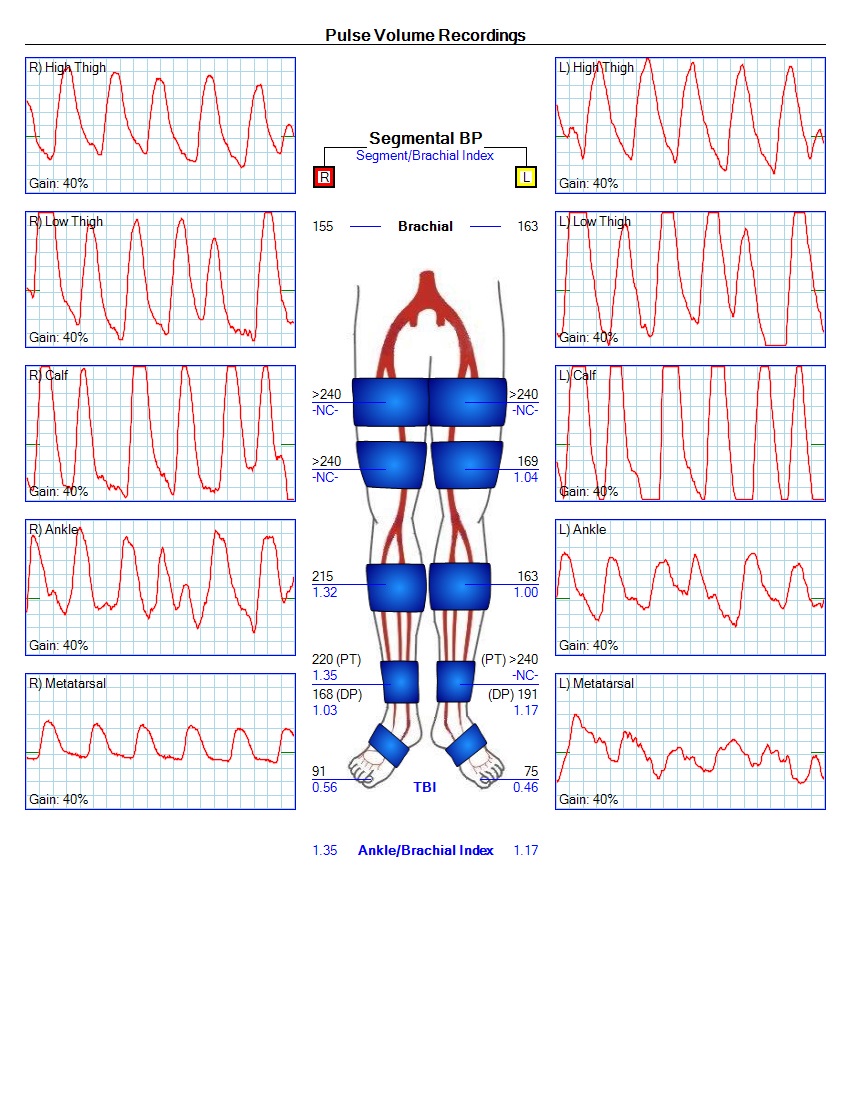 Pulse Volume Recordings
R) High Thigh
Gain: 40%
R) Low Thigh
Gain: 40%
R) Calf
Gain: 40%
R) Ankle
Gain: 40%
R) Metatarsal
Gain: 40%
Segmental BP
Segment/Brachial Index
R L
155 Brachial 163
>240 >240
-NC- -NC-
>240 169
-NC- 1.04
215 163
1.32 1.00
220 (PT) (PT) >240
1.35 -NC-
168 (DP) (DP) 191
1.03 1.17
91 75
0.56 TBI 0.46
1.35 Ankle/Brachial Index 1.17
L) High Thigh
Gain: 40%
L) Low Thigh
Gain: 40%
L) Calf
Gain: 40%
L) Ankle
Gain: 40%
L) Metatarsal
Gain: 40%